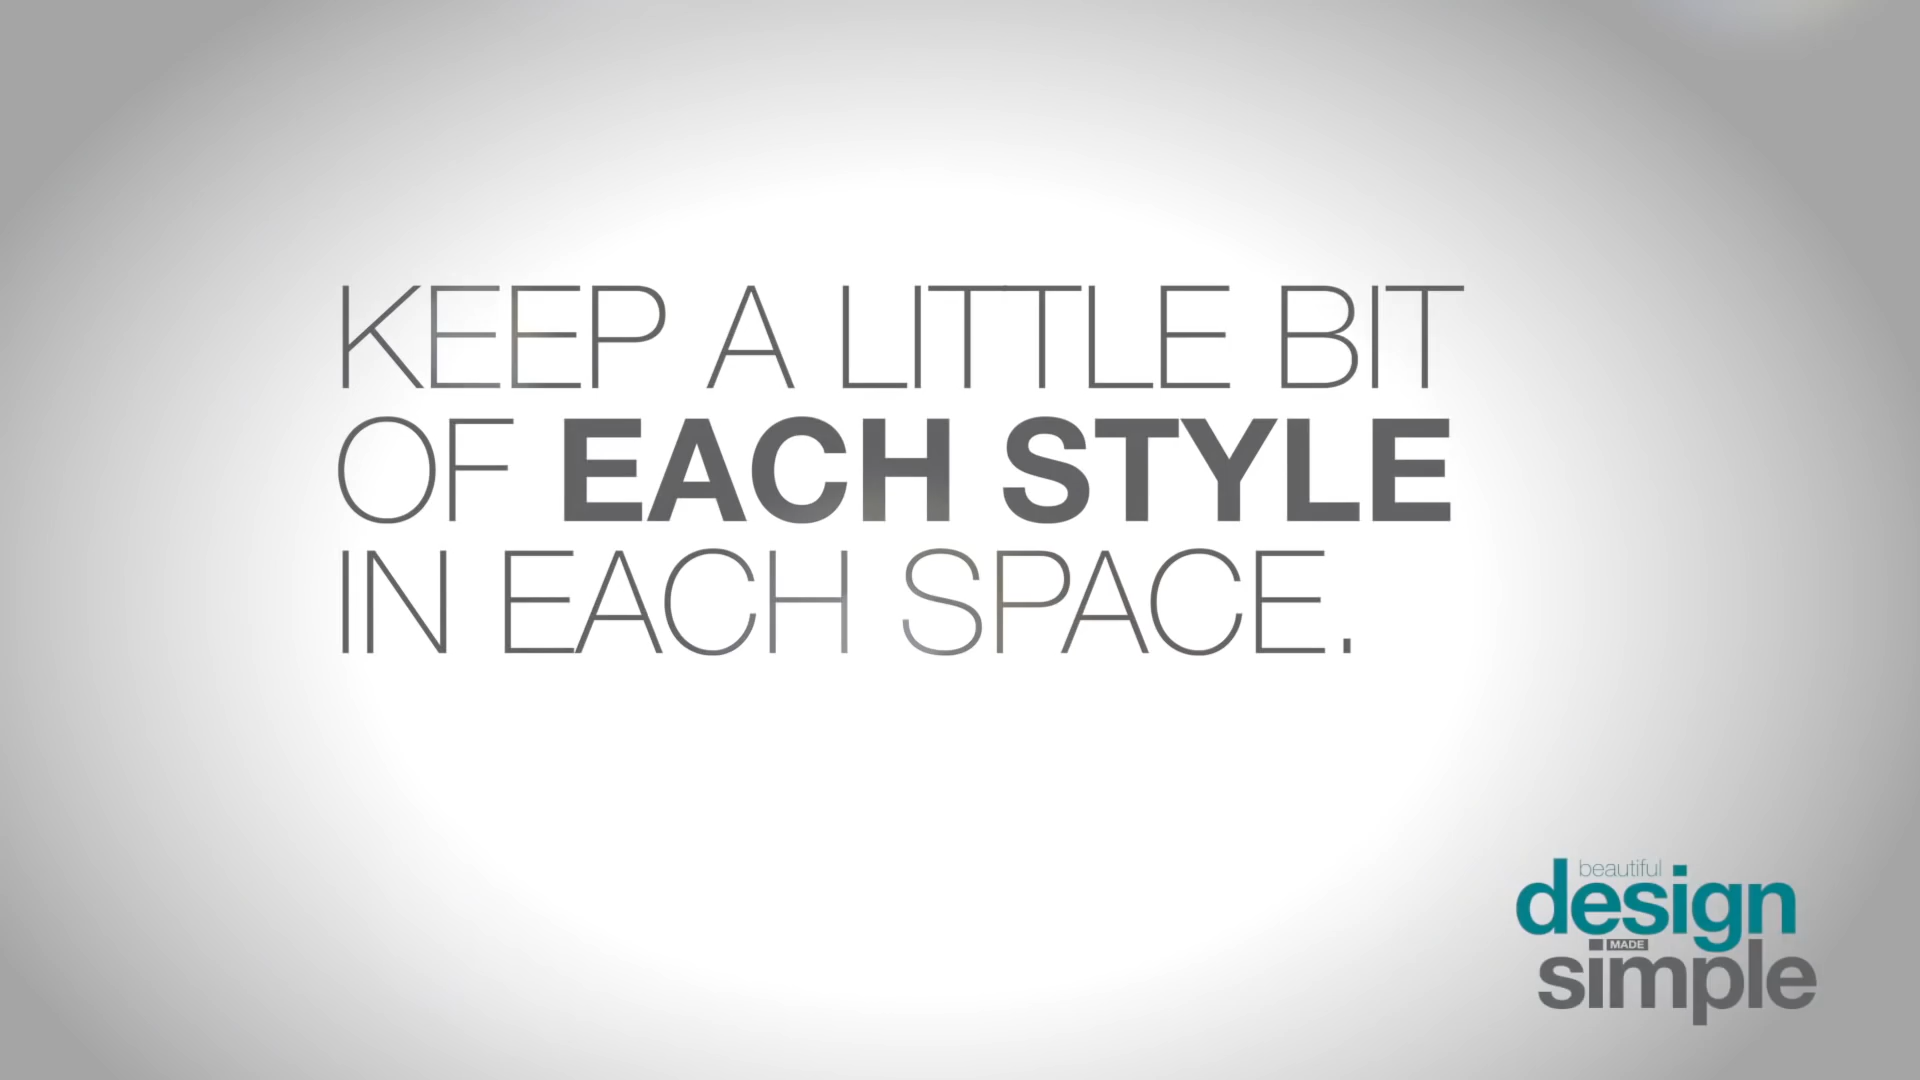 KEEP A LITTLE BIT
OF EACH STYLE
IN EACH SPACE.
beautiful
design
MADE
simple